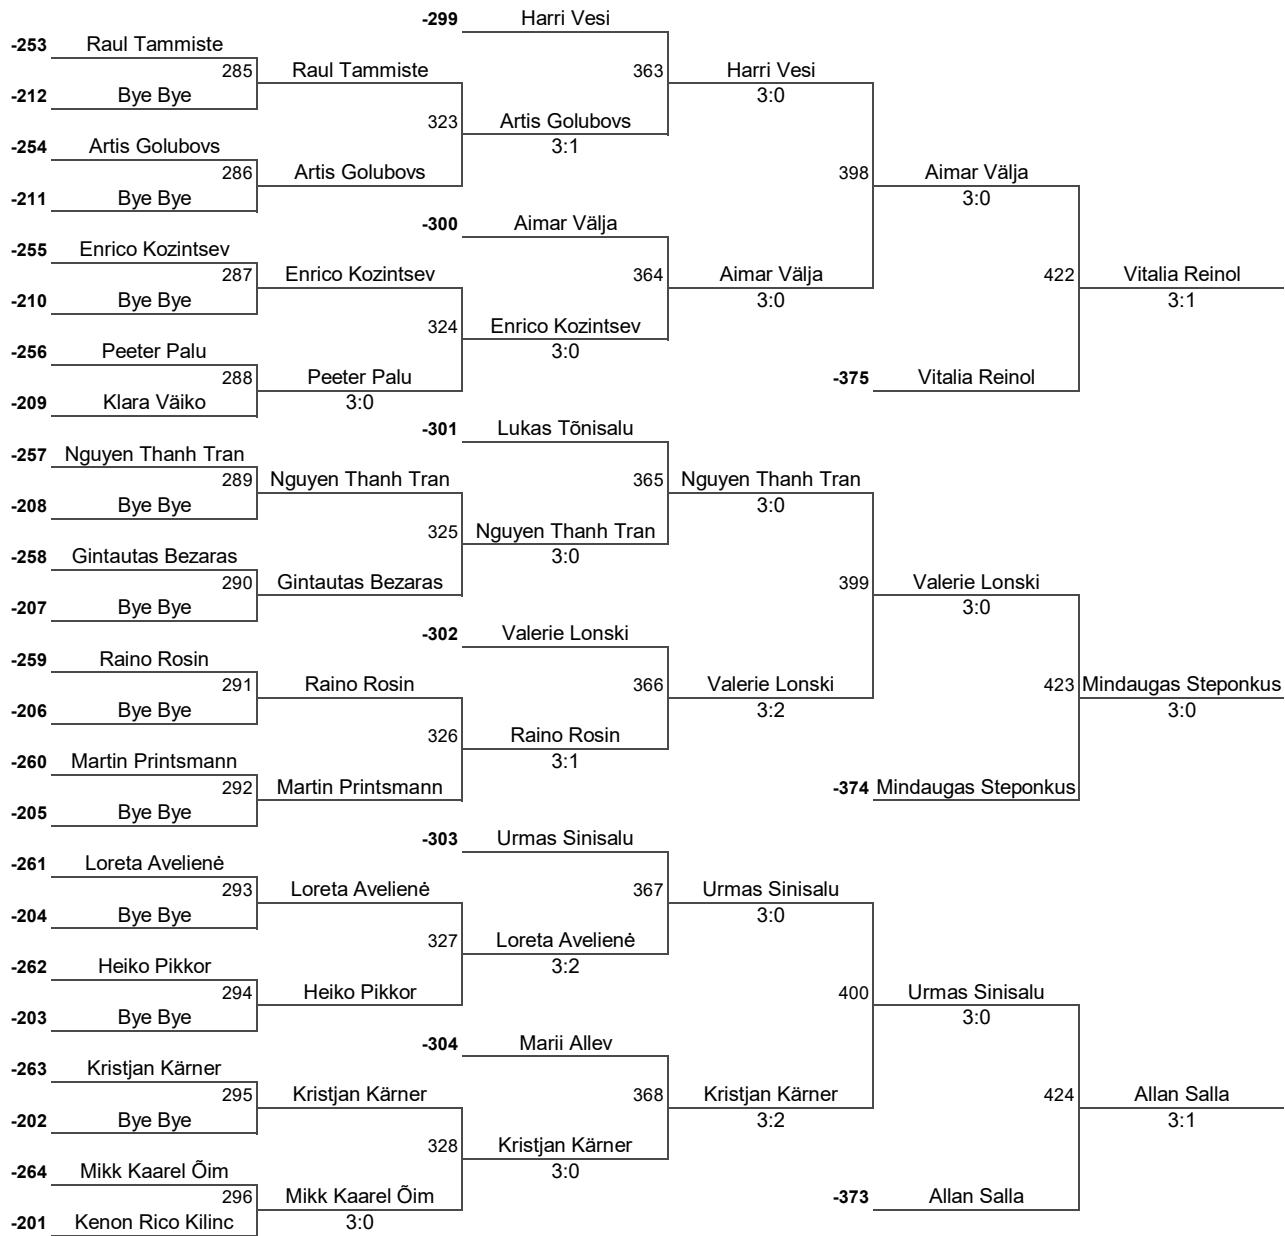 -299 Harri Vesi
-253 Raul Tammiste
285 Raul Tammiste 363 Harri Vesi
-212 Bye Bye 3:0
323 Artis Golubovs
-254 Artis Golubovs 3:1
286 Artis Golubovs 398 Aimar Välja
-211 Bye Bye 3:0
-300 Aimar Välja
-255 Enrico Kozintsev
287 Enrico Kozintsev 364 Aimar Välja 422 Vitalia Reinol
-210 Bye Bye 3:0 3:1
324 Enrico Kozintsev
-256 Peeter Palu 3:0
288 Peeter Palu -375 Vitalia Reinol
-209 Klara Väiko 3:0
-301 Lukas Tõnisalu
-257 Nguyen Thanh Tran
289 Nguyen Thanh Tran 365 Nguyen Thanh Tran
-208 Bye Bye 3:0
325 Nguyen Thanh Tran
-258 Gintautas Bezaras 3:0
290 Gintautas Bezaras 399 Valerie Lonski
-207 Bye Bye 3:0
-302 Valerie Lonski
-259 Raino Rosin
291 Raino Rosin 366 Valerie Lonski 423 Mindaugas Steponkus
-206 Bye Bye 3:2 3:0
326 Raino Rosin
-260 Martin Printsmann 3:1
292 Martin Printsmann -374 Mindaugas Steponkus
-205 Bye Bye
-303 Urmas Sinisalu
-261 Loreta Avelienė
293 Loreta Avelienė 367 Urmas Sinisalu
-204 Bye Bye 3:0
327 Loreta Avelienė
-262 Heiko Pikkor 3:2
294 Heiko Pikkor 400 Urmas Sinisalu
-203 Bye Bye 3:0
-304 Marii Allev
-263 Kristjan Kärner
295 Kristjan Kärner 368 Kristjan Kärner 424 Allan Salla
-202 Bye Bye 3:2 3:1
328 Kristjan Kärner
-264 Mikk Kaarel Õim 3:0
296 Mikk Kaarel Õim -373 Allan Salla
-201 Kenon Rico Kilinc 3:0